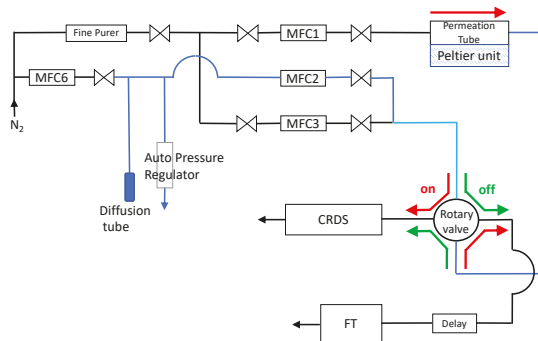 Fine Purer
MFC1
Permeation
Tube
Peltier unit
MFC6
MFC2
N2
MFC3
Auto Pressure
Regulator
Diffusion
tube
on
off
CRDS
Rotary
valve
FT
Delay